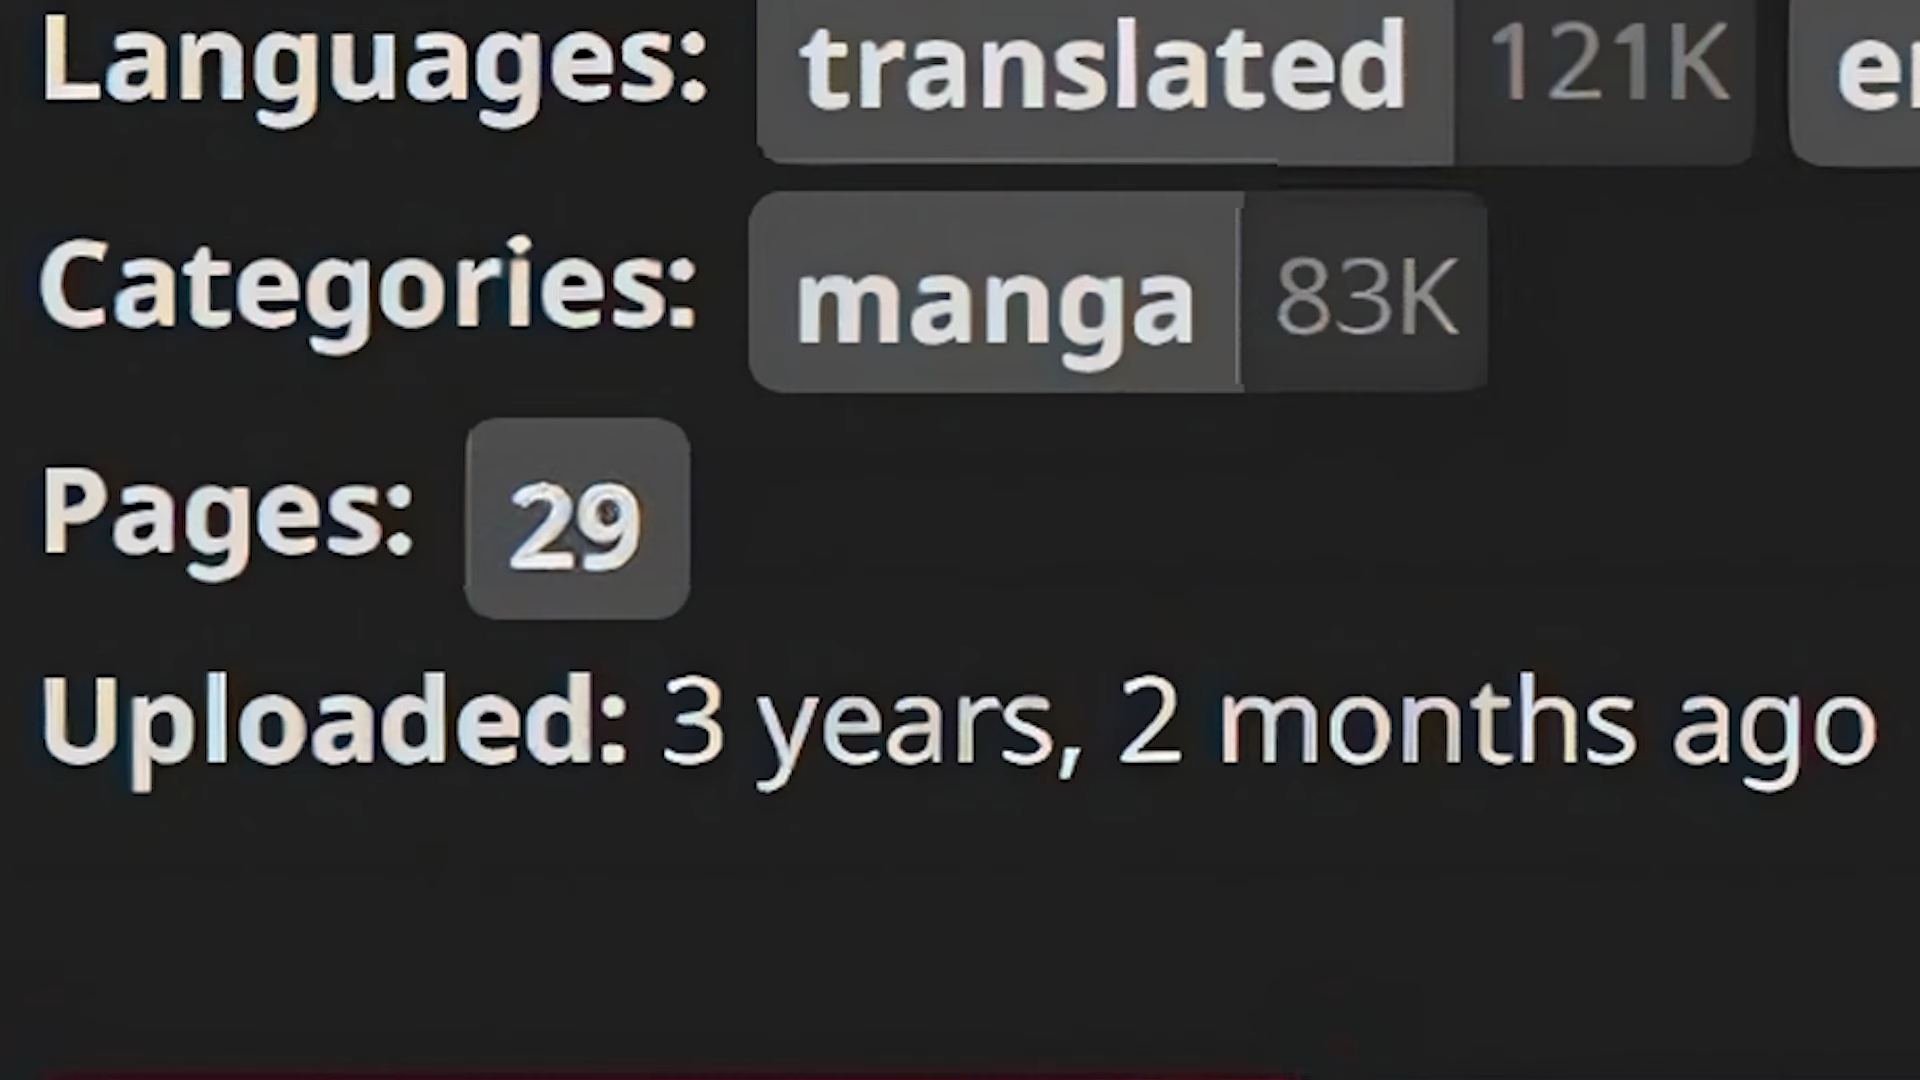 Languages: translated 121K
Categories: manga 83K
Pages: 29
Uploaded: 3 years, 2 months ago